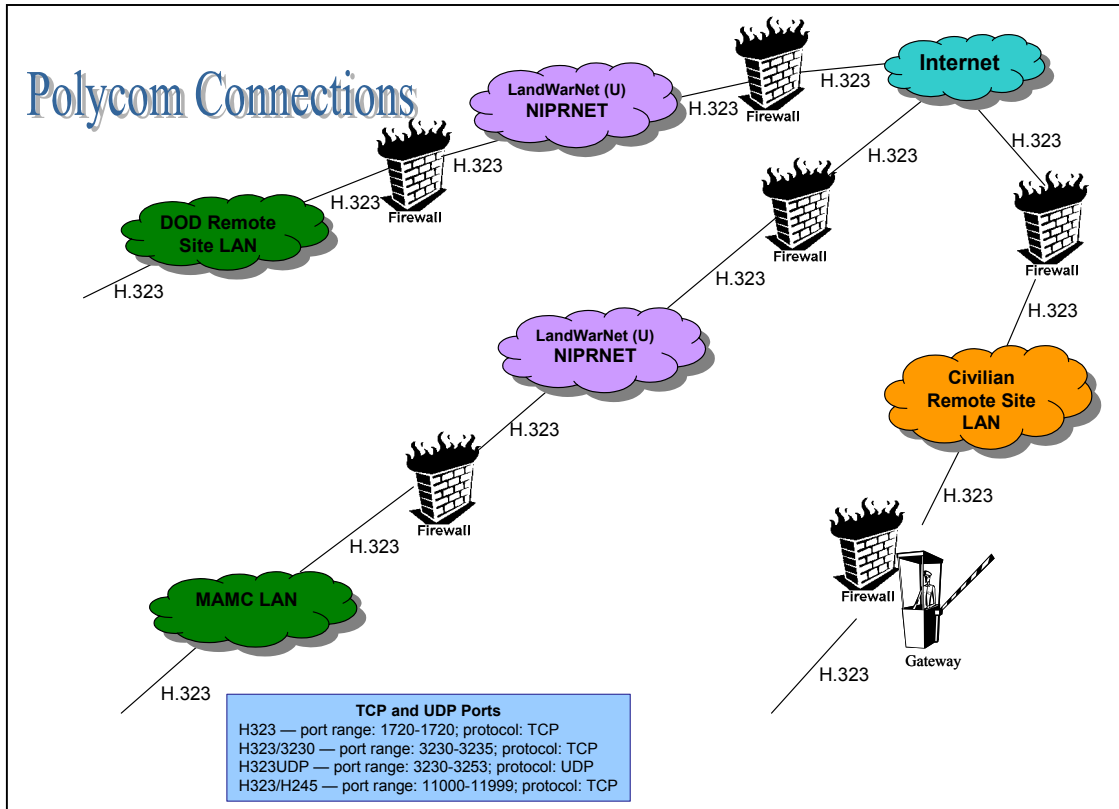 Polycom Connections
LandWarNet (U)
NIPRNET
H.323
Firewall
H.323
Internet
H.323
Firewall
H.323
DOD Remote
Site LAN
H.323
H.323
Firewall
H.323
H.323
Firewall
H.323
LandWarNet (U)
NIPRNET
H.323
Firewall
H.323
MAMC LAN
H.323
Civilian
Remote Site
LAN
H.323
Firewall
Gateway
H.323
TCP and UDP Ports
H323 — port range: 1720-1720; protocol: TCP
H323/3230 — port range: 3230-3235; protocol: TCP
H323UDP — port range: 3230-3253; protocol: UDP
H323/H245 — port range: 11000-11999; protocol: TCP